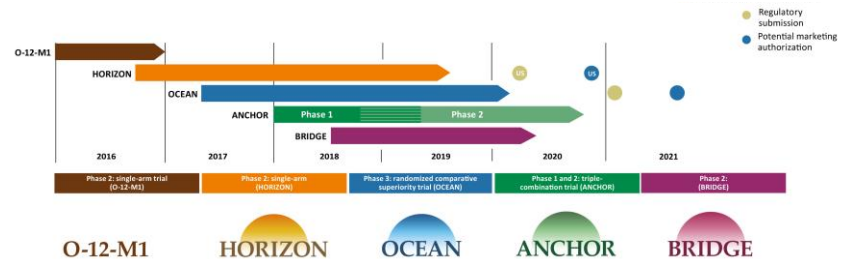 Regulatory
submission
Potential marketing
authorization
O-12-M1
HORIZON
US
US
OCEAN
ANCHOR
Phase 1
Phase 2
BRIDGE
2016
2017
2018
2019
2020
2021
Phase 2: single-arm trial
(O-12-M1)
Phase 2: single-arm
(HORIZON)
Phase 3: randomized comparative
superiority trial (OCEAN)
Phase 1 and 2: triple-
combination trial (ANCHOR)
Phase 2:
(BRIDGE)
O-12-M1
HORIZON
OCEAN
ANCHOR
BRIDGE